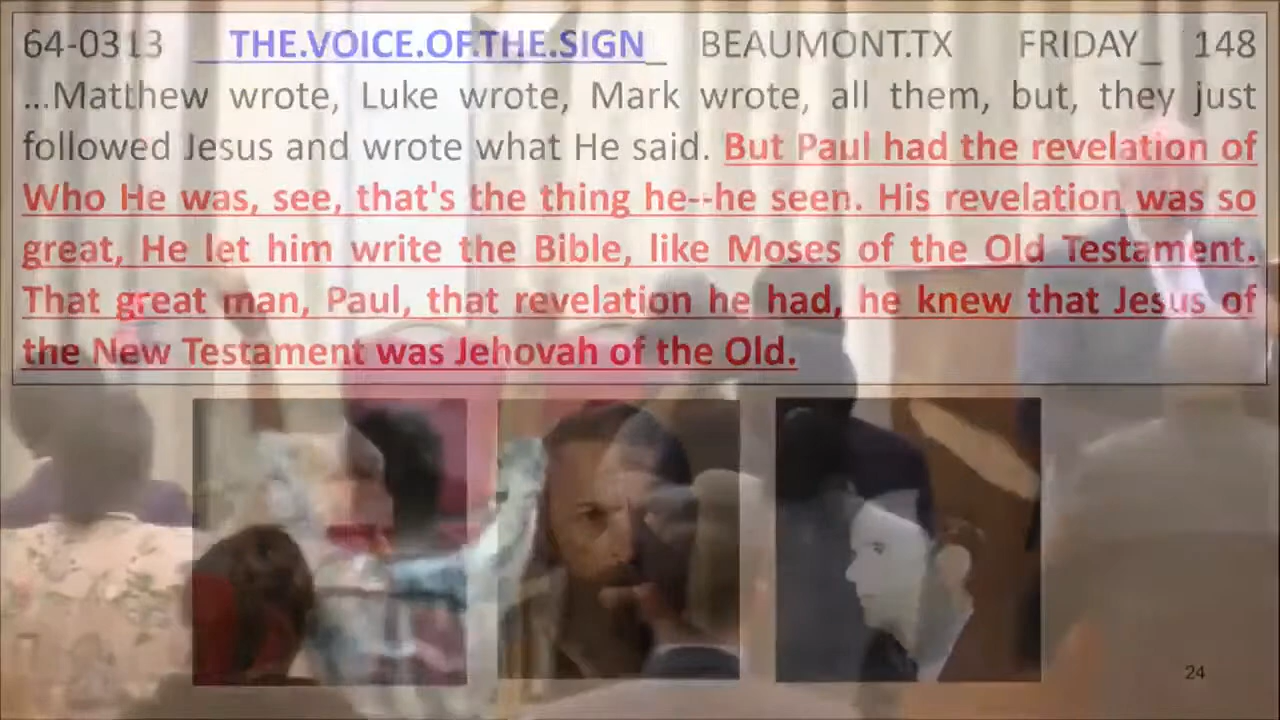 64-0313 _THE.VOICE.OF.THE.SIGN_ BEAUMONT.TX FRIDAY_ 148
...Matthew wrote, Luke wrote, Mark wrote, all them, but, they just
followed Jesus and wrote what He said. But Paul had the revelation of
Who He was, see, that's the thing he--he seen. His revelation was so
great, He let him write the Bible, like Moses of the Old Testament.
That great man, Paul, that revelation he had, he knew that Jesus of
the New Testament was Jehovah of the Old.
24